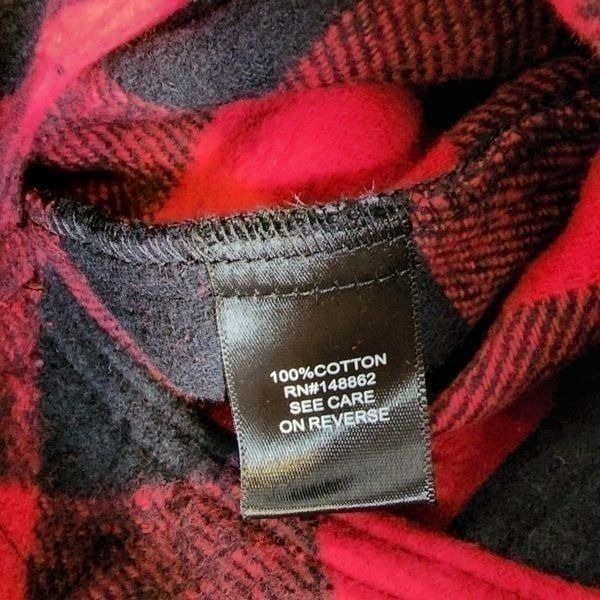 100%COTTON
RN#148862
SEE CARE
ON REVERSE